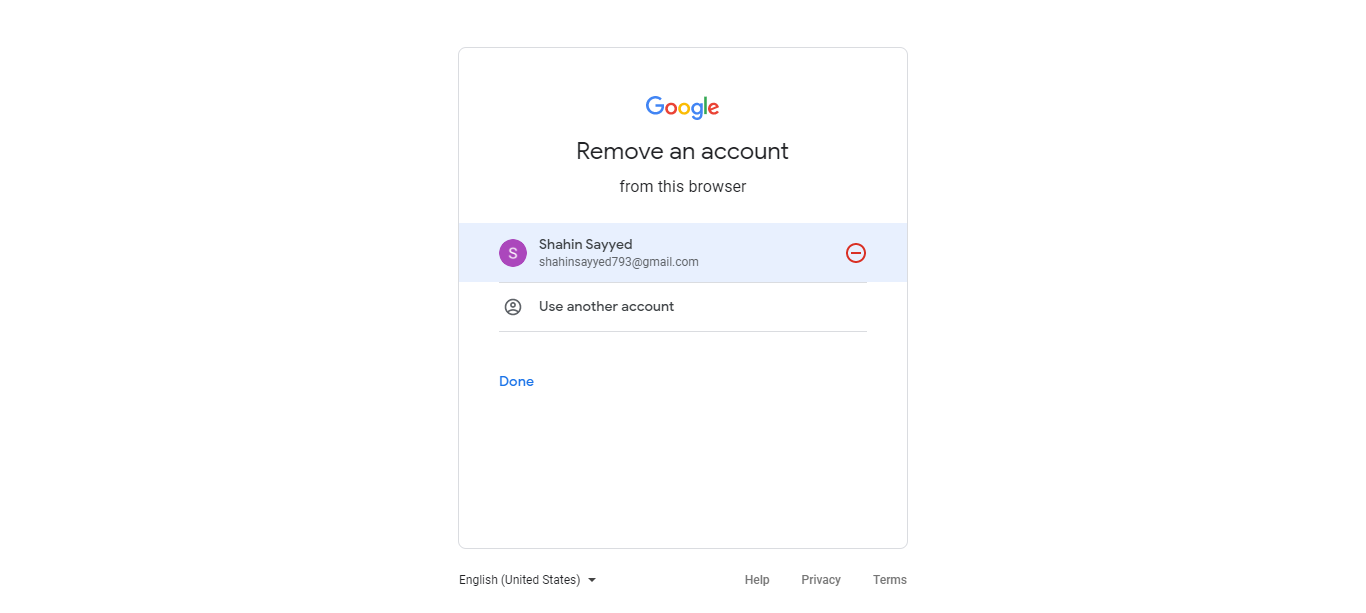 Google
Remove an account
from this browser
S
Shahin Sayyed
shahinsayyed793@gmail.com
Use another account
Done
English (United States)
Help
Privacy
Terms